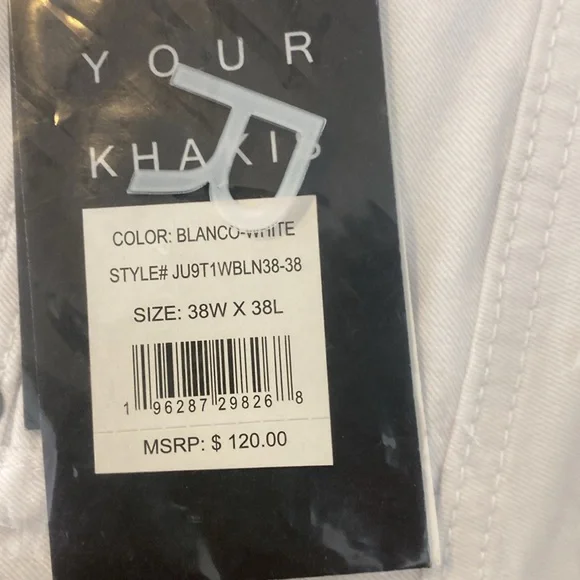 YOUR
KHAKIS
COLOR: BLANCO-WHITE
STYLE# JU9T1WBLN38-38
SIZE: 38W X 38L
1 96287 29826 8
MSRP: $ 120.00